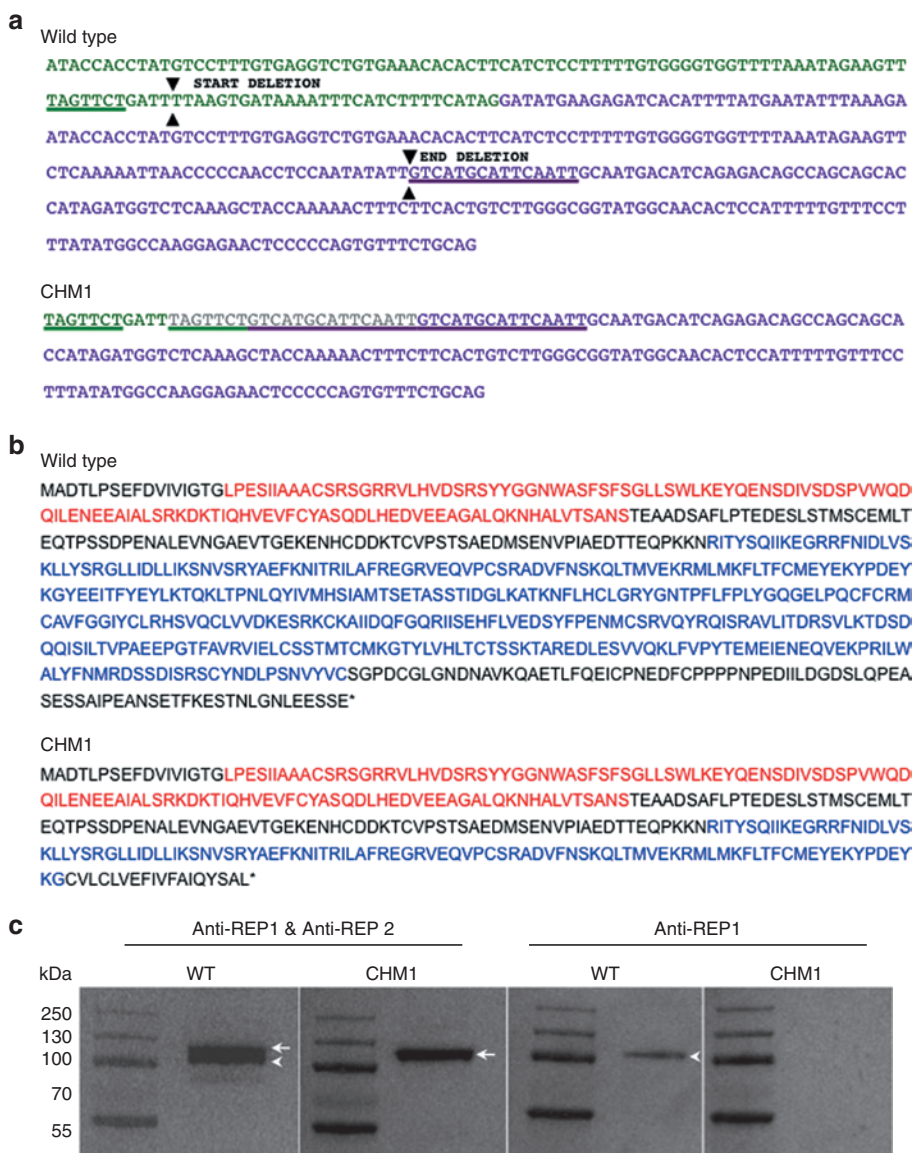 a
Wild type
ATACCACCTATGTCCTTTGTGAGGTCTGTGAAACACACTTCATCTCCTTTTTGTGGGGTGGTTTTAAATAGAAGTT
START DELETION
TAGTTCTGATTTTAAGTGATAAAATTTCATCTTTTCATAGGATATGAAGAGATCACATTTTATGAATATTTAAAGA
ATACCACCTATGTCCTTTGTGAGGTCTGTGAAACACACTTCATCTCCTTTTTGTGGGGTGGTTTTAAATAGAAGTT
END DELETION
CTCAAAAATTAACCCCCAACCTCCAATATATTGTCATGCATTCAATTGCAATGACATCAGAGACAGCCAGCAGCAC
CATAGATGGTCTCAAAGCTACCAAAAACTTTCTTCACTGTCTTGGGCGGTATGGCAACACTCCATTTTTGTTTCCT
TTATATGGCCAAGGAGAACTCCCCCAGTGTTTCTGCAG
CHM1
TAGTTCTGATTTAGTTCTGTCATGCATTCAATTGTCATGCATTCAATTGCAATGACATCAGAGACAGCCAGCAGCA
CCATAGATGGTCTCAAAGCTACCAAAAACTTTCTTCACTGTCTTGGGCGGTATGGCAACACTCCATTTTTGTTTCC
TTTATATGGCCAAGGAGAACTCCCCCAGTGTTTCTGCAG
b
Wild type
MADTLPSEFDVIVIGTGLPESIIAAACSRSGRRVLHVDSRSYYGGNWASFSFSGLLSWLKEYQENSDIVSDSPVWQD
QILENEEAIALSRKDKTIQHVEVFCYASQDLHEDVEEAGALQKNHALVTSANSTEAADSAFLPTEDESLSTMSCEMLT
EQTPSSDPENALEVNGAEVTGEKENHCDDKTCVPSTSAEDMSENVPIAEDTTEQPKKNRITYSQIIKEGRRFNIDLVS
KLLYSRGLLIDLLIKSNVSRYAEFKNITRILAFREGRVEQVPCSRADVFNSKQLTMVEKRMLMKFLTFCMEYEKYPDEY
KGYEEITFYEYLKTQKLTPNLQYIVMHSIAMTSETASSTIDGLKATKNFLHCLGRYGNTPFLFPLYGQGELPQCFCRM
CAVFGGIYCLRHSVQCLVVDKESRKCKAIIDQFGQRIISEHFLVEDSYFPENMCSRVQYRQISRAVLITDRSVLKTDSD
QQISILTVPAEEPGTFAVRVIELCSSTMTCMKGTYLVHLTCTSSKTAREDLESVVQKLFVPYTEMEIENEQVEKPRILW
ALYFNMRDSSDISRSCYNDLPSNVYVCSGPDCGLGNDNAVKQAETLFQEICPNEDFCPPPPNPEDIILDGDSLQPEA
SESSAIPEANSETFKESTNLGNLEESSE*
CHM1
MADTLPSEFDVIVIGTGLPESIIAAACSRSGRRVLHVDSRSYYGGNWASFSFSGLLSWLKEYQENSDIVSDSPVWQD
QILENEEAIALSRKDKTIQHVEVFCYASQDLHEDVEEAGALQKNHALVTSANSTEAADSAFLPTEDESLSTMSCEMLT
EQTPSSDPENALEVNGAEVTGEKENHCDDKTCVPSTSAEDMSENVPIAEDTTEQPKKNRITYSQIIKEGRRFNIDLVS
KLLYSRGLLIDLLIKSNVSRYAEFKNITRILAFREGRVEQVPCSRADVFNSKQLTMVEKRMLMKFLTFCMEYEKYPDEY
KGCVLCLVEFIVFAIQYSAL*
c
Anti-REP1 & Anti-REP 2 Anti-REP1
kDa WT CHM1 WT CHM1
250
130
100
70
55